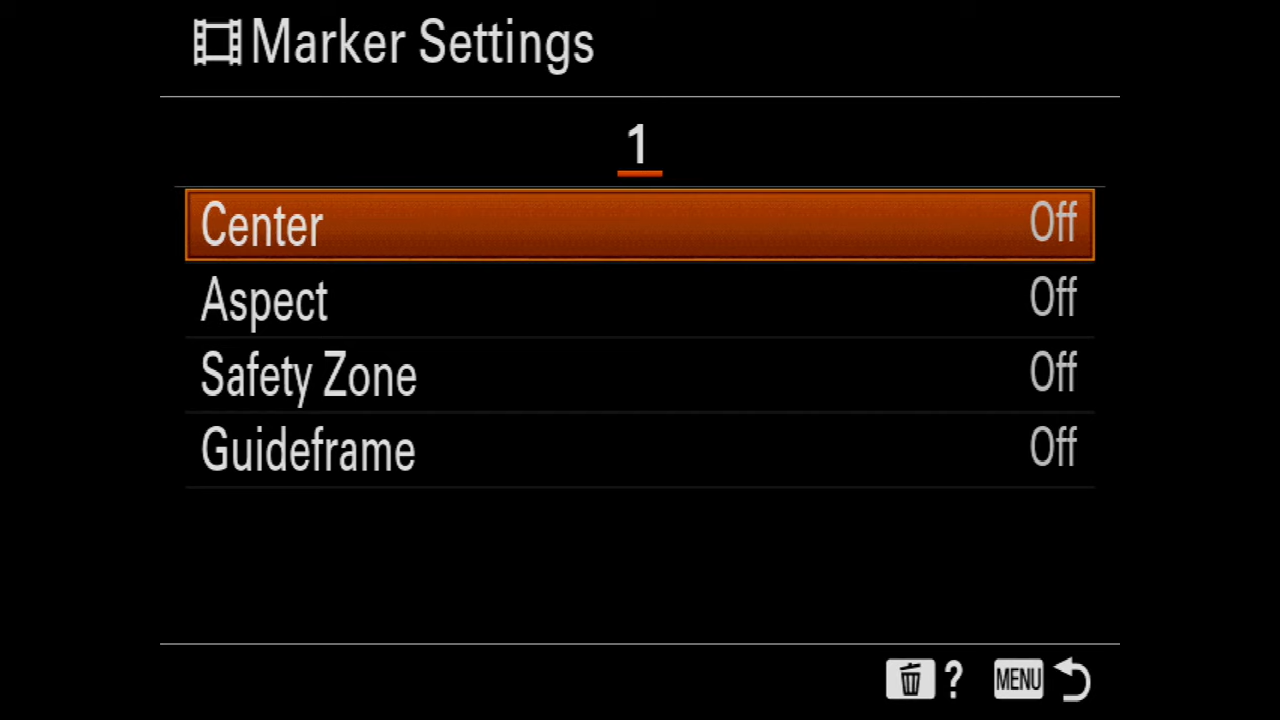 Marker Settings
1
Center Off
Aspect Off
Safety Zone Off
Guideframe Off
? MENU